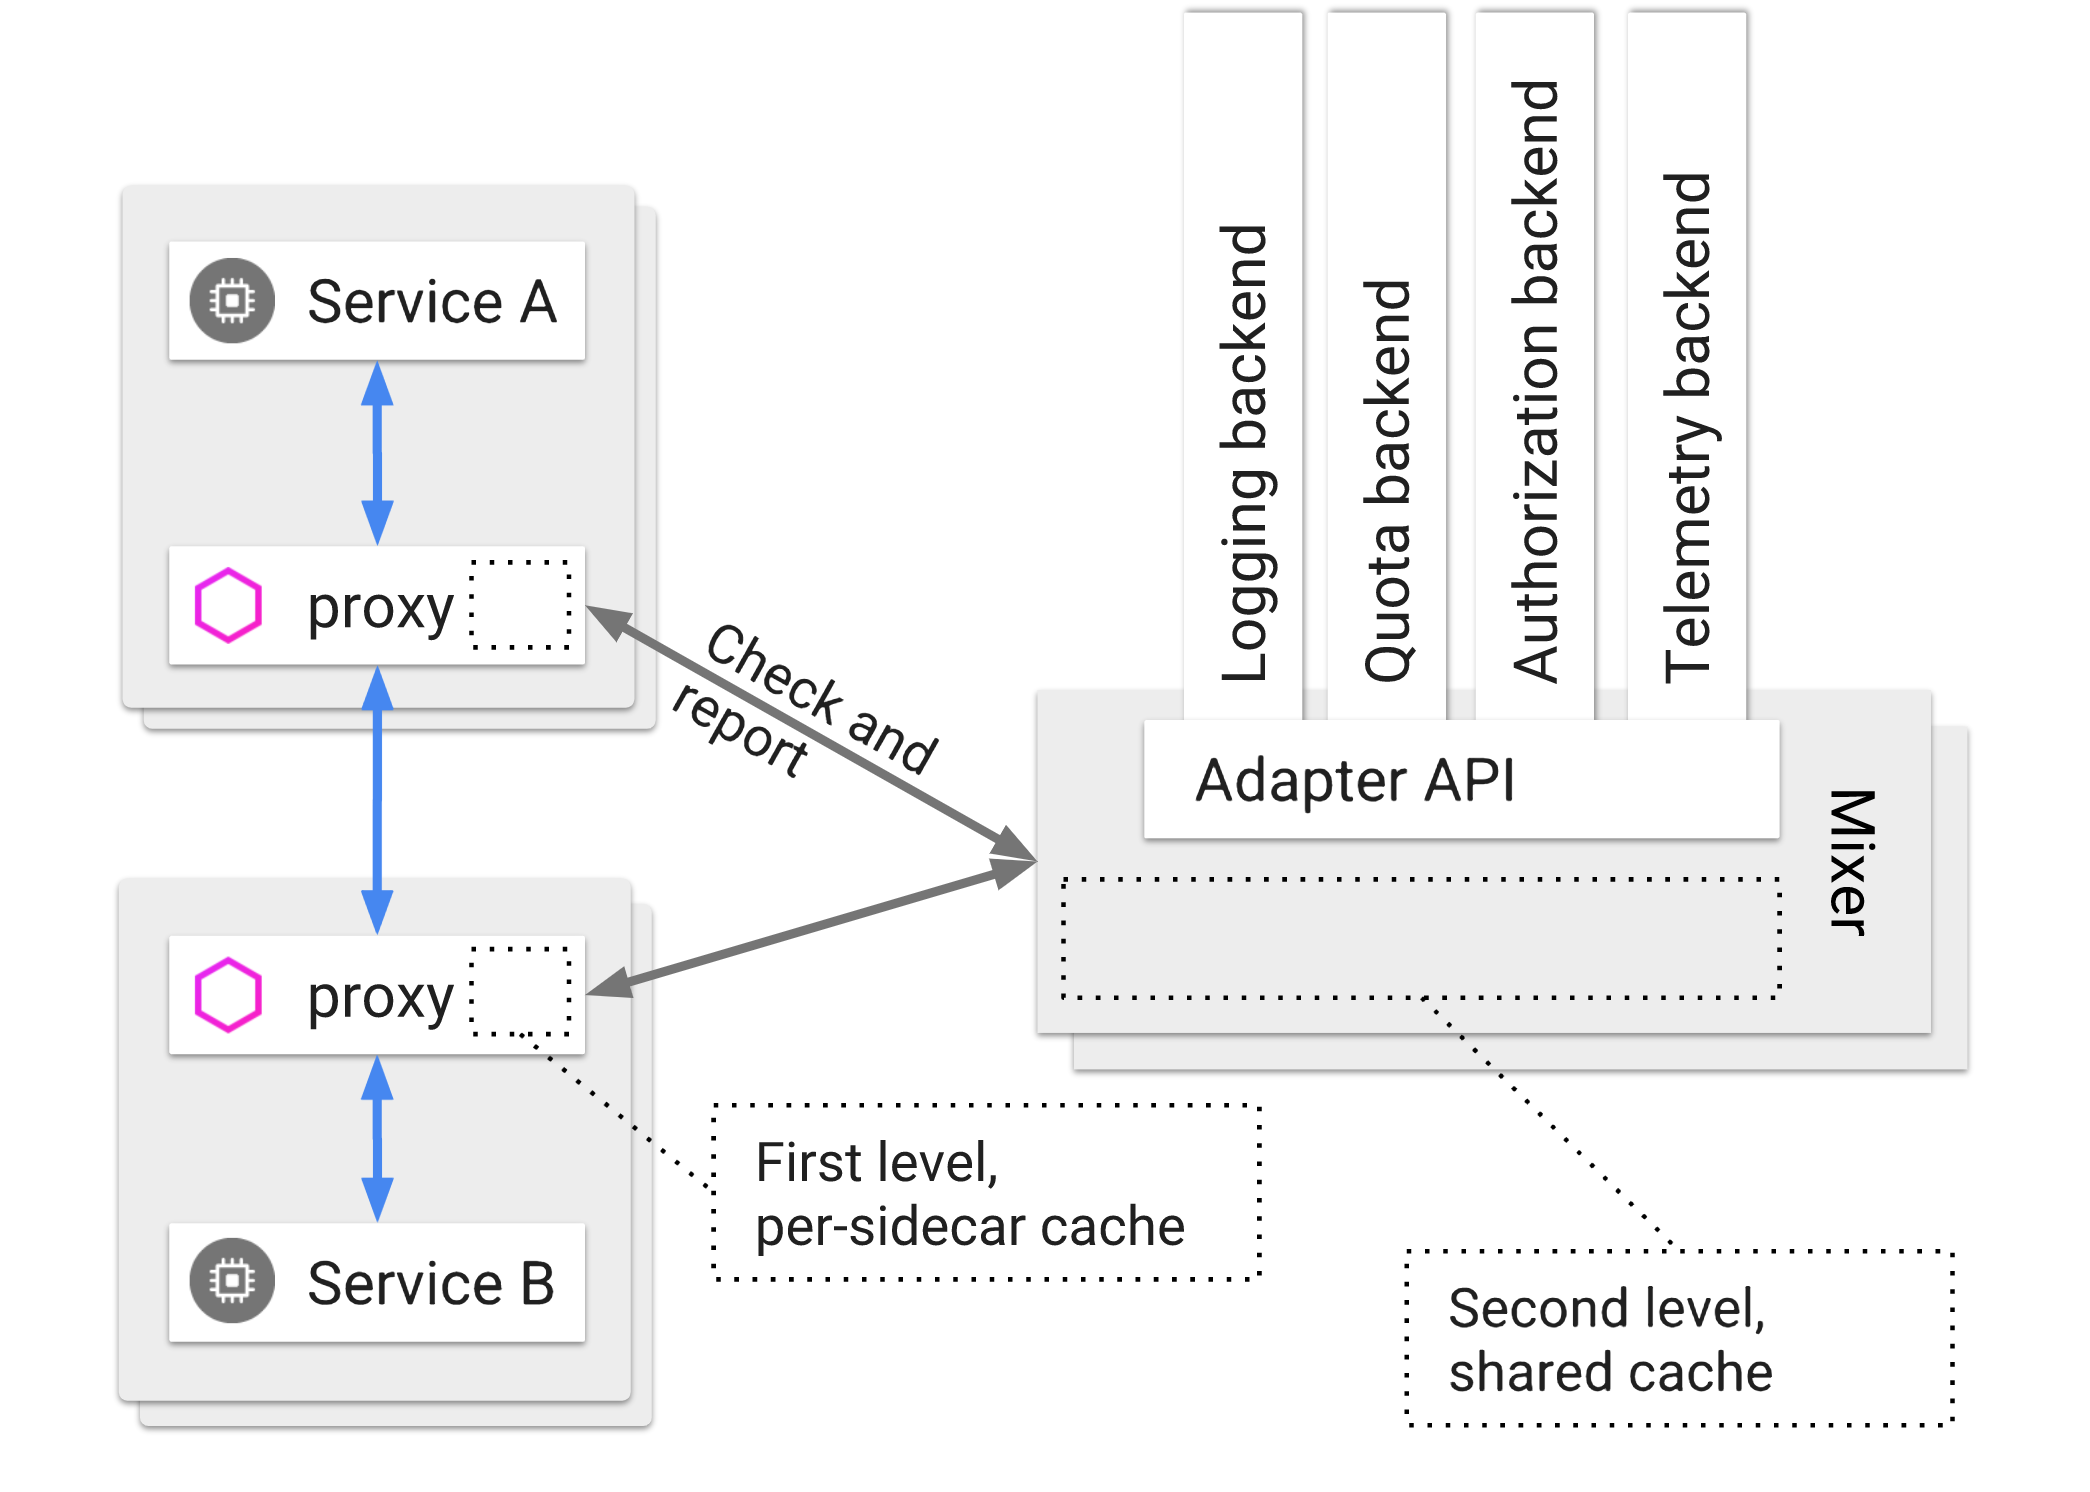 Service A
proxy
Check and
report
proxy
Service B
First level,
per-sidecar cache
Logging backend
Quota backend
Authorization backend
Telemetry backend
Adapter API
Mixer
Second level,
shared cache